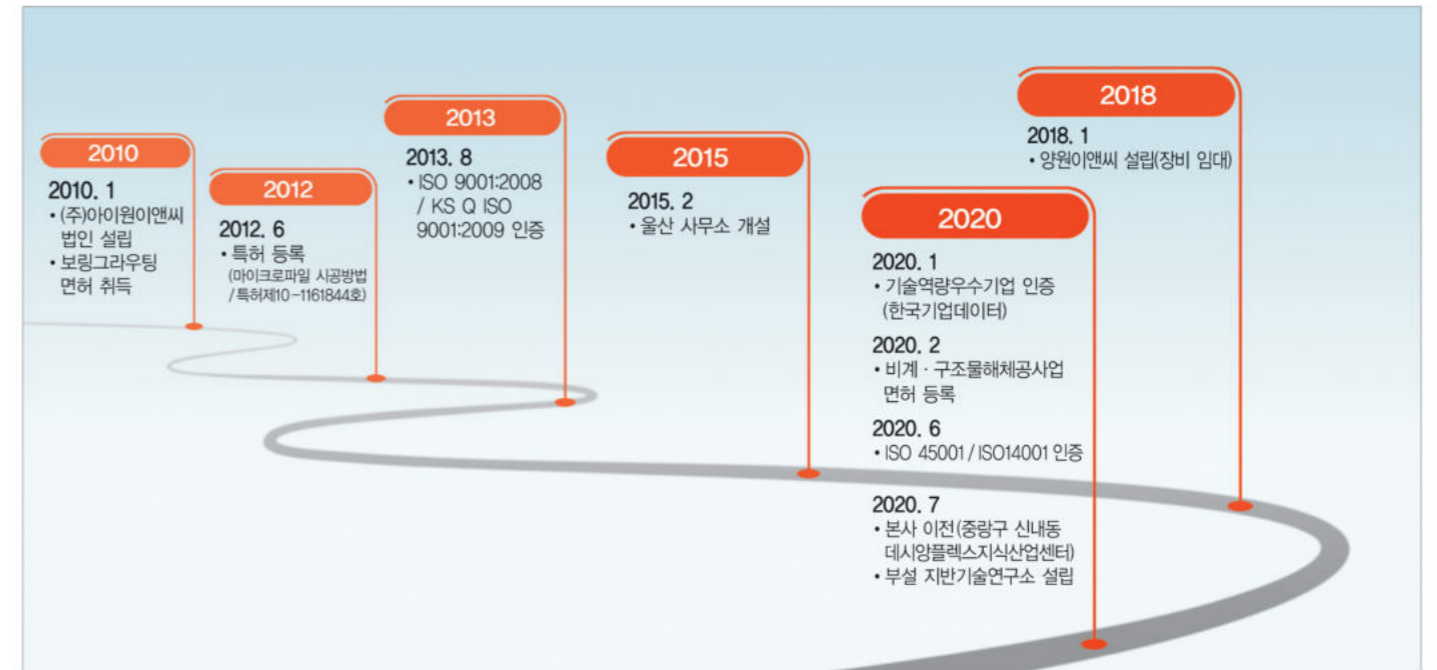 2010
2010. 1
• (주)아이원이앤씨
법인 설립
• 보링그라우팅
면허 취득
2012
2012. 6
• 특허 등록
(마이크로파일 시공방법
/ 특허제10-1161844호)
2013
2013. 8
• ISO 9001:2008
/ KS Q ISO
9001:2009 인증
2015
2015. 2
• 울산 사무소 개설
2018
2018. 1
• 양원이앤씨 설립(장비 임대)
2020
2020. 1
• 기술역량우수기업 인증
(한국기업데이터)
2020. 2
• 비계 · 구조물해체공사업
면허 등록
2020. 6
• ISO 45001 / ISO14001 인증
2020. 7
• 본사 이전(중랑구 신내동
데시앙플렉스지식산업센터)
• 부설 지반기술연구소 설립